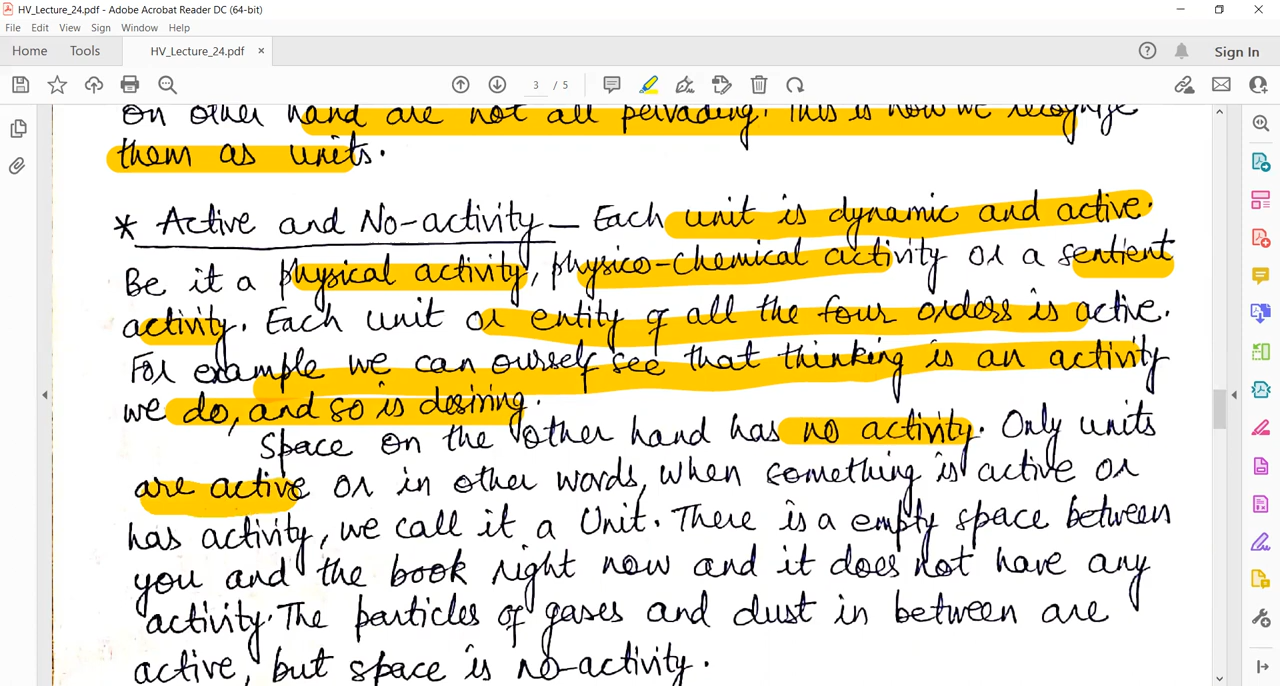 HV_Lecture_24.pdf - Adobe Acrobat Reader DC (64-bit)
File Edit View Sign Window Help
Home Tools HV_Lecture_24.pdf × Sign In
3 / 5
On other hand are not all pervading. This is how we recognize
them as units.
* Active and No-activity — Each unit is dynamic and active.
Be it a physical activity, physico-chemical activity or a sentient
activity. Each unit or entity of all the four orders is active.
For example we can ourself see that thinking is an activity
we do, and so is desiring.
Space on the other hand has no activity. Only units
are active or in other words, when something is active or
has activity, we call it a Unit. There is a empty space between
you and the book right now and it does not have any
activity. The particles of gases and dust in between are
active, but space is no-activity.